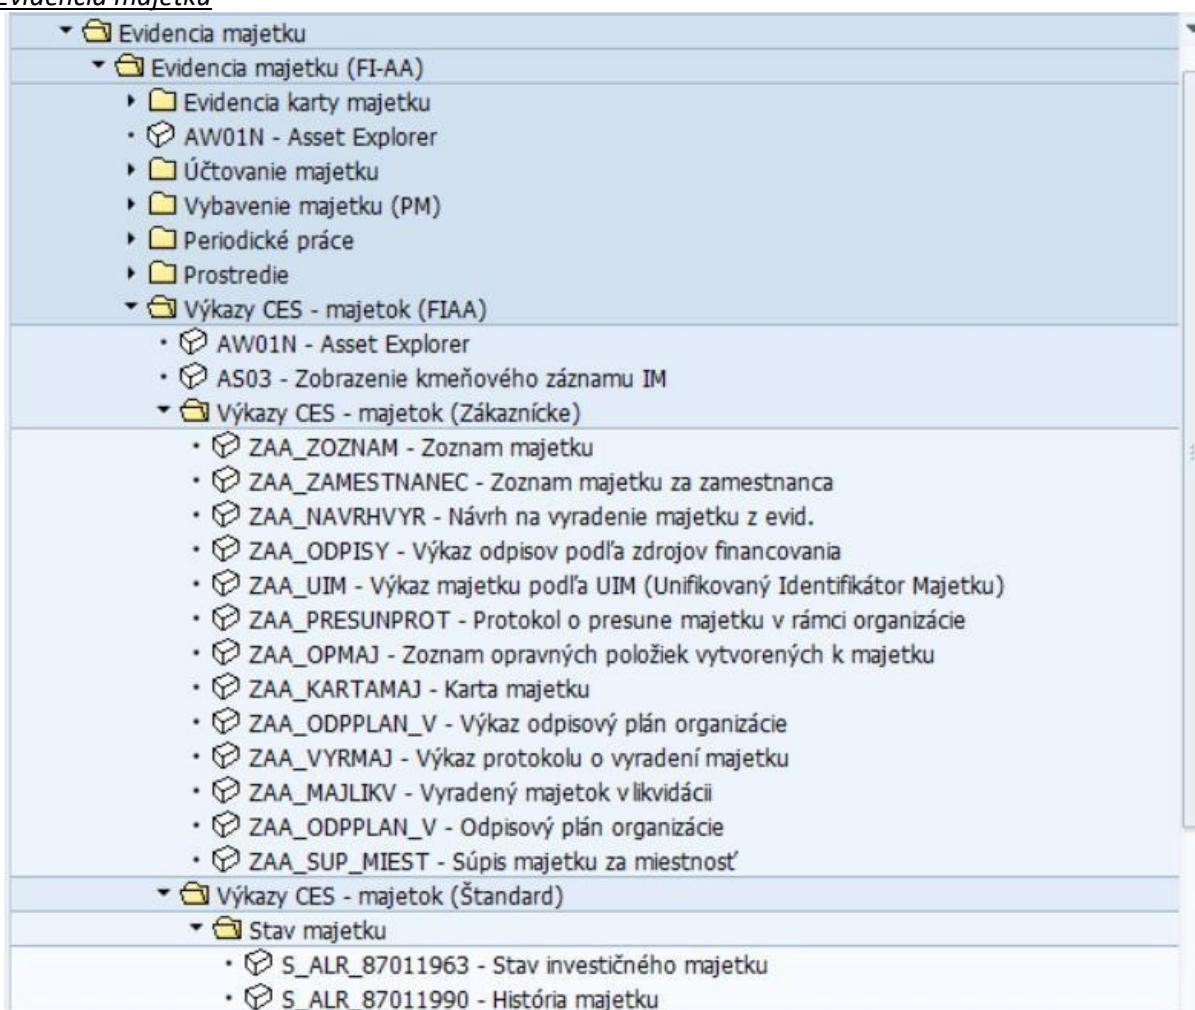 Evidencia majetku
Evidencia majetku
Evidencia majetku (FI-AA)
Evidencia karty majetku
AW01N - Asset Explorer
Účtovanie majetku
Vybavenie majetku (PM)
Periodické práce
Prostredie
Výkazy CES - majetok (FIAA)
AW01N - Asset Explorer
AS03 - Zobrazenie kmeňového záznamu IM
Výkazy CES - majetok (Zákaznícke)
ZAA_ZOZNAM - Zoznam majetku
ZAA_ZAMESTNANEC - Zoznam majetku za zamestnanca
ZAA_NAVRHVYR - Návrh na vyradenie majetku z evid.
ZAA_ODPISY - Výkaz odpisov podľa zdrojov financovania
ZAA_UIM - Výkaz majetku podľa UIM (Unifikovaný Identifikátor Majetku)
ZAA_PRESUNPROT - Protokol o presune majetku v rámci organizácie
ZAA_OPMAJ - Zoznam opravných položiek vytvorených k majetku
ZAA_KARTAMAJ - Karta majetku
ZAA_ODPPLAN_V - Výkaz odpisový plán organizácie
ZAA_VYRMAJ - Výkaz protokolu o vyradení majetku
ZAA_MAJLIKV - Vyradený majetok v likvidácii
ZAA_ODPPLAN_V - Odpisový plán organizácie
ZAA_SUP_MIEST - Súpis majetku za miestnosť
Výkazy CES - majetok (Štandard)
Stav majetku
S_ALR_87011963 - Stav investičného majetku
S_ALR_87011990 - História majetku